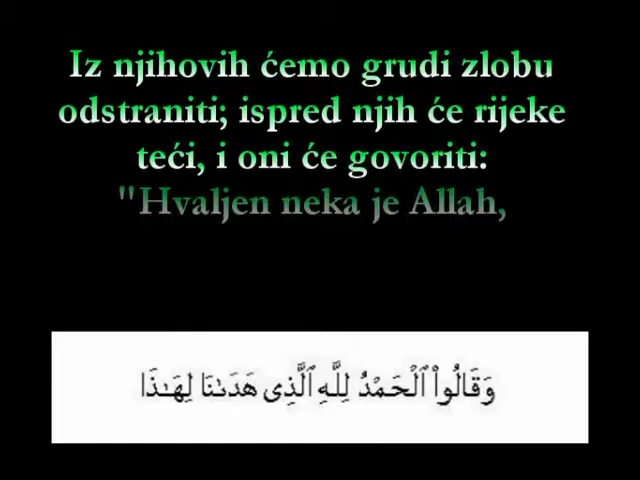 Iz njihovih ćemo grudi zlobu
odstraniti; ispred njih će rijeke
teći, i oni će govoriti:
"Hvaljen neka je Allah,
وَقَالُوا۟ ٱلْحَمْدُ لِلَّهِ ٱلَّذِى هَدَىٰنَا لِهَـٰذَا